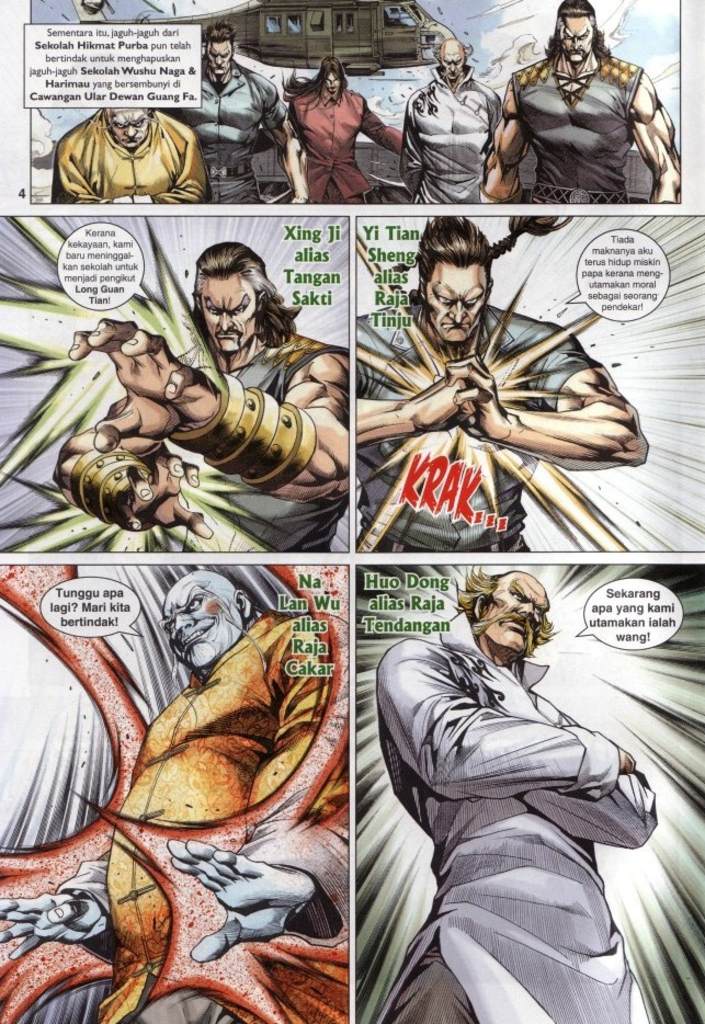 Sementara itu, jaguh-jaguh dari
Sekolah Hikmat Purba pun telah
bertindak untuk menghapuskan
jaguh-jaguh Sekolah Wushu Naga &
Harimau yang bersembunyi di
Cawangan Ular Dewan Guang Fa.
4
Kerana
kekayaan, kami
baru meninggal-
kan sekolah untuk
menjadi pengikut
Long Guan
Tian!
Xing Ji
alias
Tangan
Sakti
Yi Tian
Sheng
alias
Raja
Tinju
Tiada
maknanya aku
terus hidup miskin
papa kerana meng-
utamakan moral
sebagai seorang
pendekar!
KRAK...
Tunggu apa
lagi? Mari kita
bertindak!
Na
Lan Wu
alias
Raja
Cakar
Huo Dong
alias Raja
Tendangan
Sekarang
apa yang kami
utamakan ialah
wang!